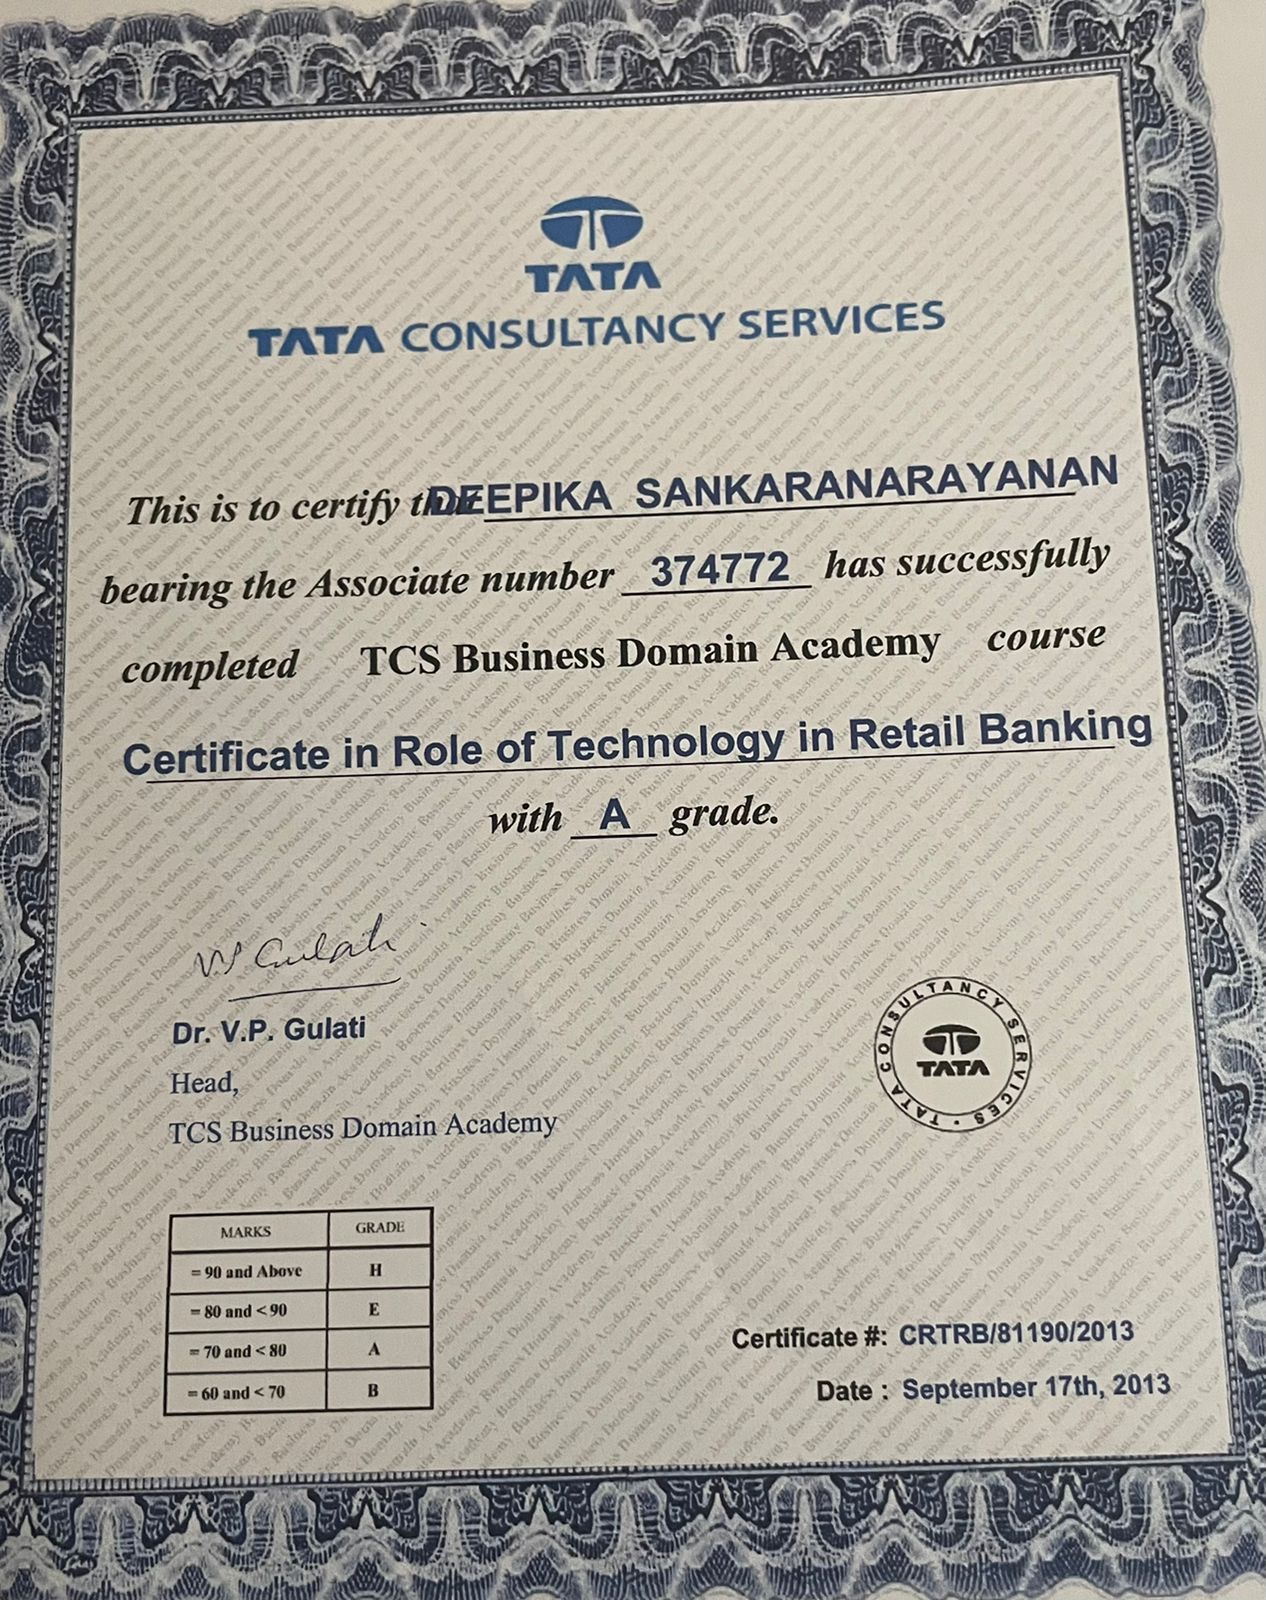 TATA
TATA CONSULTANCY SERVICES
This is to certify that DEEPIKA SANKARANARAYANAN
bearing the Associate number 374772 has successfully
completed TCS Business Domain Academy course
Certificate in Role of Technology in Retail Banking
with A grade.
VP Gulati
Dr. V.P. Gulati
Head,
TCS Business Domain Academy
TATA CONSULTANCY SERVICES
TATA
MARKS GRADE
= 90 and Above H
= 80 and < 90 E
= 70 and < 80 A
= 60 and < 70 B
Certificate #: CRTRB/81190/2013
Date : September 17th, 2013